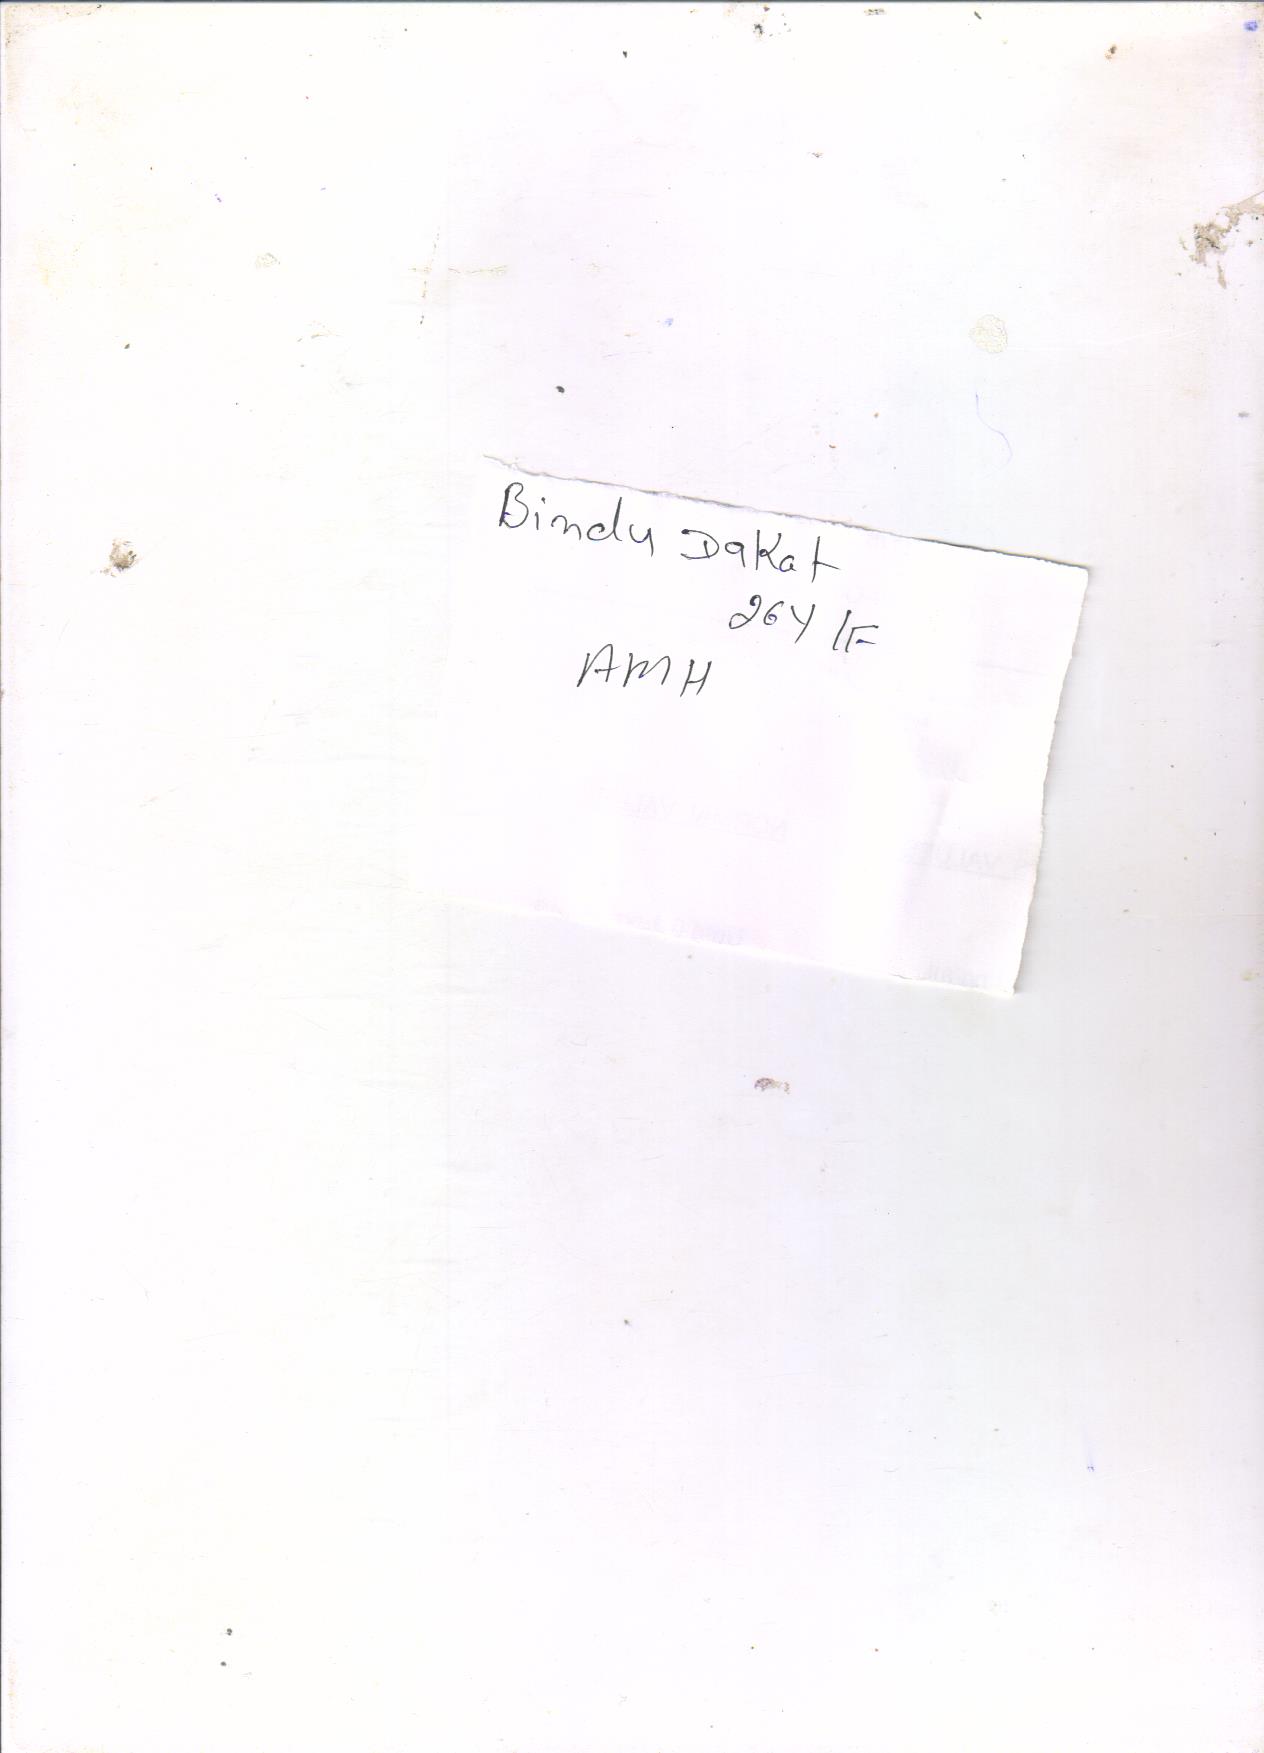 Bindu Dakat
26Y/F
AMH